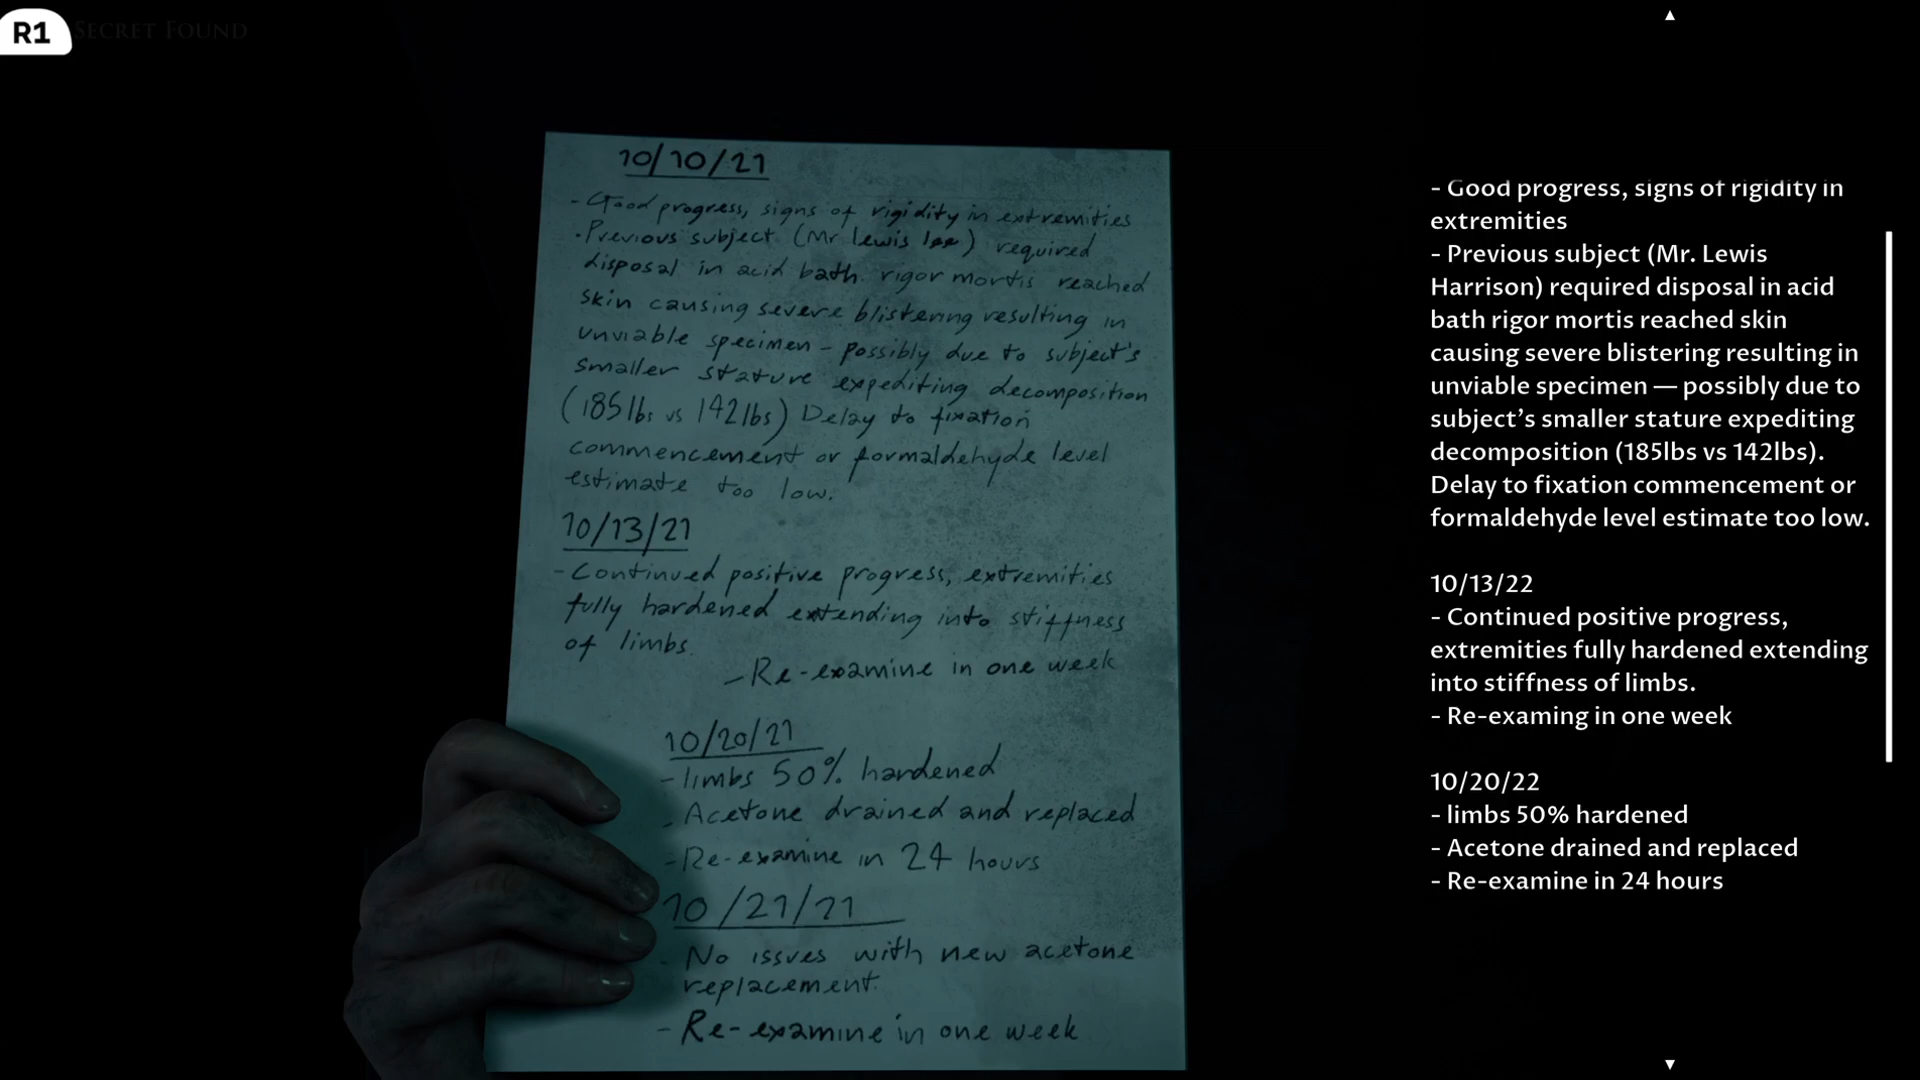 R1
SECRET FOUND
10/10/21
- Good progress, signs of rigidity in extremities
- Previous subject (Mr lewis lee) required
disposal in acid bath. rigor mortis reached
skin causing severe blistering resulting in
unviable specimen - possibly due to subject's
smaller stature expediting decomposition
(185lbs vs 142lbs) Delay to fixation
commencement or formaldehyde level
estimate too low.
10/13/21
- Continued positive progress, extremities
fully hardened extending into stiffness
of limbs.
- Re-examine in one week
10/20/21
- limbs 50% hardened
- Acetone drained and replaced
- Re-examine in 24 hours
10/21/21
- No issues with new acetone
replacement.
- Re-examine in one week
- Good progress, signs of rigidity in
extremities
- Previous subject (Mr. Lewis
Harrison) required disposal in acid
bath rigor mortis reached skin
causing severe blistering resulting in
unviable specimen — possibly due to
subject’s smaller stature expediting
decomposition (185lbs vs 142lbs).
Delay to fixation commencement or
formaldehyde level estimate too low.
10/13/22
- Continued positive progress,
extremities fully hardened extending
into stiffness of limbs.
- Re-examing in one week
10/20/22
- limbs 50% hardened
- Acetone drained and replaced
- Re-examine in 24 hours